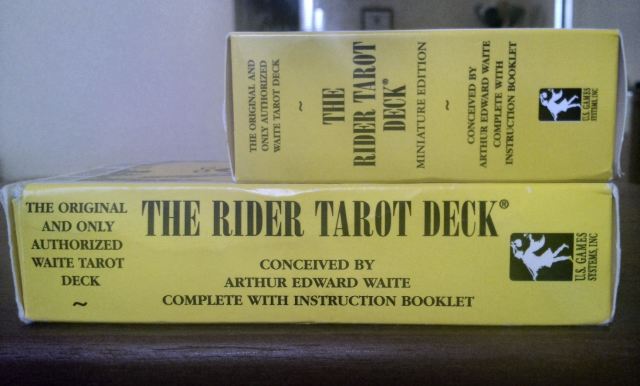 THE ORIGINAL AND
ONLY AUTHORIZED
WAITE TAROT DECK
~
THE
RIDER TAROT
DECK®
MINIATURE EDITION
~
CONCEIVED BY
ARTHUR EDWARD WAITE
COMPLETE WITH
INSTRUCTION BOOKLET
U.S. GAMES
SYSTEMS, INC
THE ORIGINAL
AND ONLY
AUTHORIZED
WAITE TAROT
DECK
~
THE RIDER TAROT DECK®
CONCEIVED BY
ARTHUR EDWARD WAITE
COMPLETE WITH INSTRUCTION BOOKLET
U.S. GAMES
SYSTEMS, INC